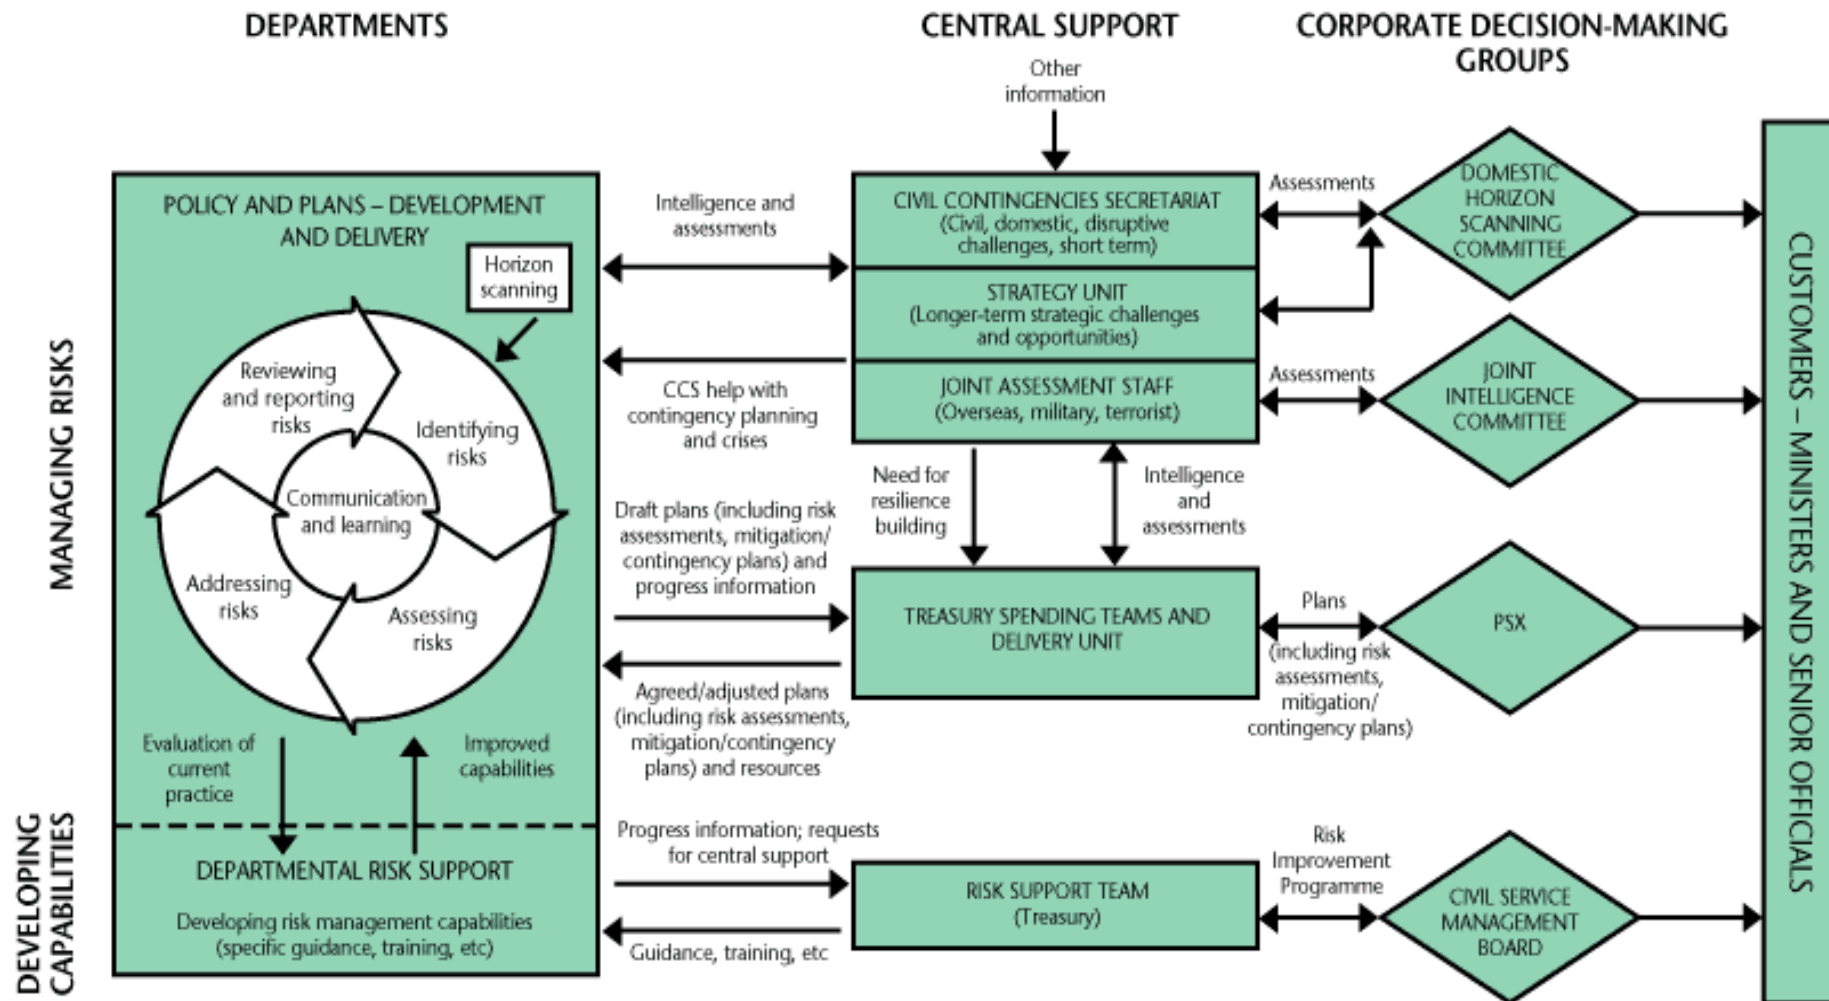 DEPARTMENTS
CENTRAL SUPPORT
CORPORATE DECISION-MAKING
GROUPS
MANAGING RISKS
DEVELOPING
CAPABILITIES
POLICY AND PLANS – DEVELOPMENT
AND DELIVERY
Horizon
scanning
Reviewing
and reporting
risks
Identifying
risks
Communication
and learning
Addressing
risks
Assessing
risks
Evaluation of
current
practice
Improved
capabilities
DEPARTMENTAL RISK SUPPORT
Developing risk management capabilities
(specific guidance, training, etc)
Intelligence and
assessments
CCS help with
contingency planning
and crises
Draft plans (including risk
assessments, mitigation/
contingency plans) and
progress information
Agreed/adjusted plans
(including risk assessments,
mitigation/contingency
plans) and resources
Progress information; requests
for central support
Guidance, training, etc
Other
information
CIVIL CONTINGENCIES SECRETARIAT
(Civil, domestic, disruptive
challenges, short term)
STRATEGY UNIT
(Longer-term strategic challenges
and opportunities)
JOINT ASSESSMENT STAFF
(Overseas, military, terrorist)
Need for
resilience
building
Intelligence
and
assessments
TREASURY SPENDING TEAMS AND
DELIVERY UNIT
RISK SUPPORT TEAM
(Treasury)
Assessments
Assessments
Plans
(including risk
assessments,
mitigation/
contingency plans)
Risk
Improvement
Programme
DOMESTIC
HORIZON
SCANNING
COMMITTEE
JOINT
INTELLIGENCE
COMMITTEE
PSX
CIVIL SERVICE
MANAGEMENT
BOARD
CUSTOMERS – MINISTERS AND SENIOR OFFICIALS